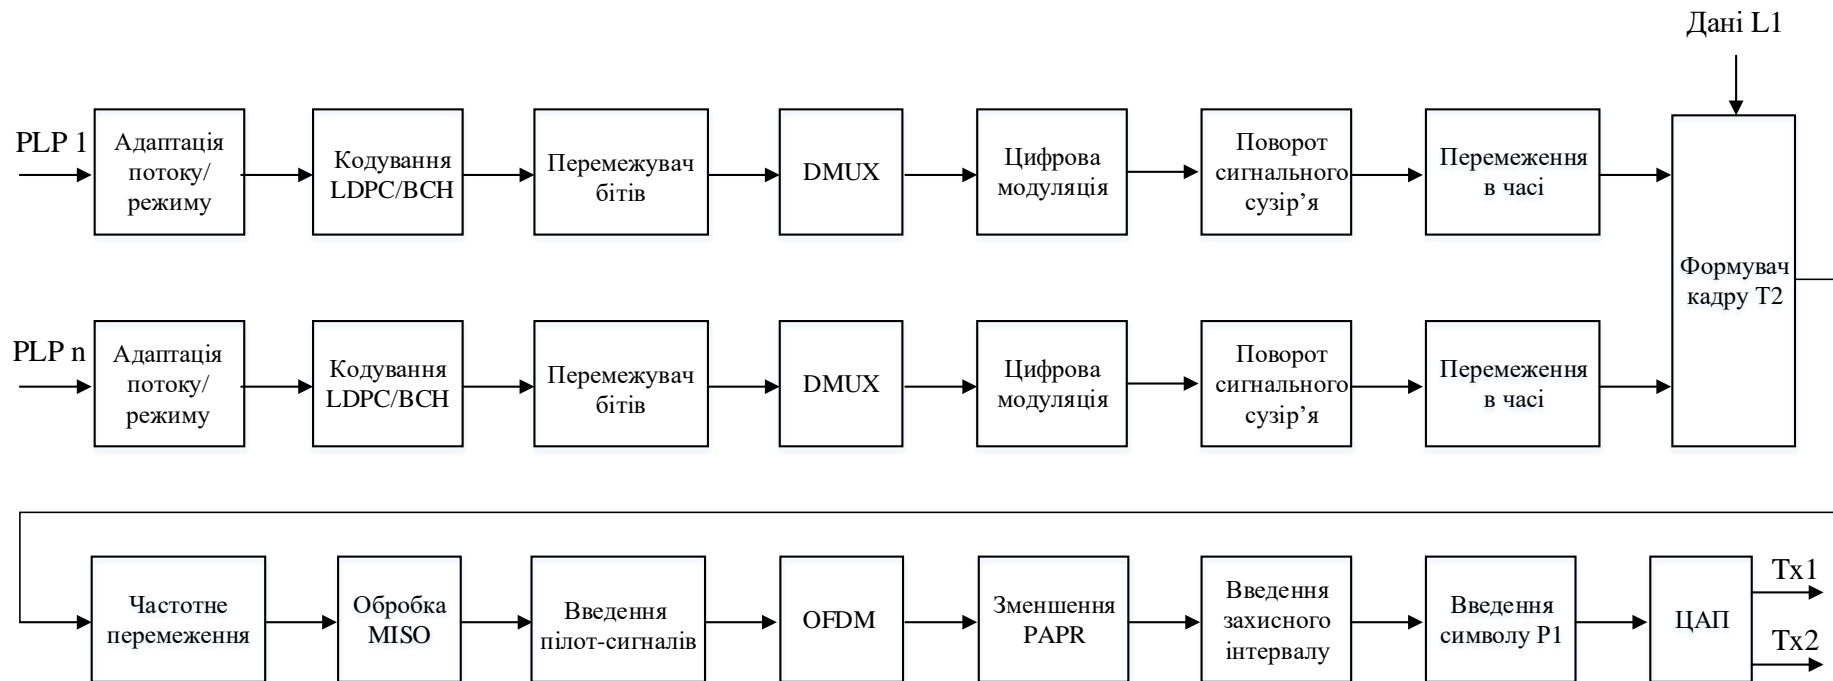 Дані L1
PLP 1
Адаптація
потоку/
режиму
Кодування
LDPC/BCH
Перемежувач
бітів
DMUX
Цифрова
модуляція
Поворот
сигнального
сузір’я
Перемеження
в часі
Формувач
кадру T2
PLP n
Адаптація
потоку/
режиму
Кодування
LDPC/BCH
Перемежувач
бітів
DMUX
Цифрова
модуляція
Поворот
сигнального
сузір’я
Перемеження
в часі
Частотне
перемеження
Обробка
MISO
Введення
пілот-сигналів
OFDM
Зменшення
PAPR
Введення
захисного
інтервалу
Введення
символу P1
ЦАП
Tx1
Tx2